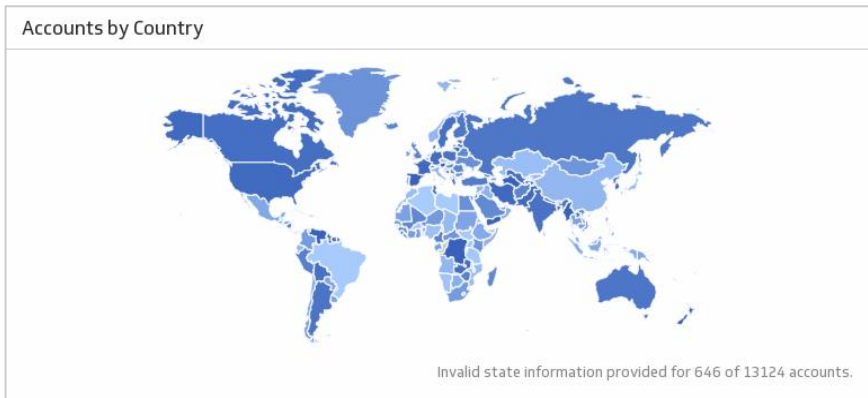 Accounts by Country
Invalid state information provided for 646 of 13124 accounts.